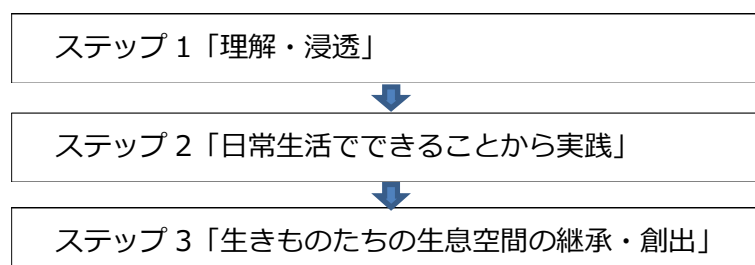 ステップ 1「理解・浸透」
ステップ 2「日常生活でできることから実践」
ステップ 3「生きものたちの生息空間の継承・創出」